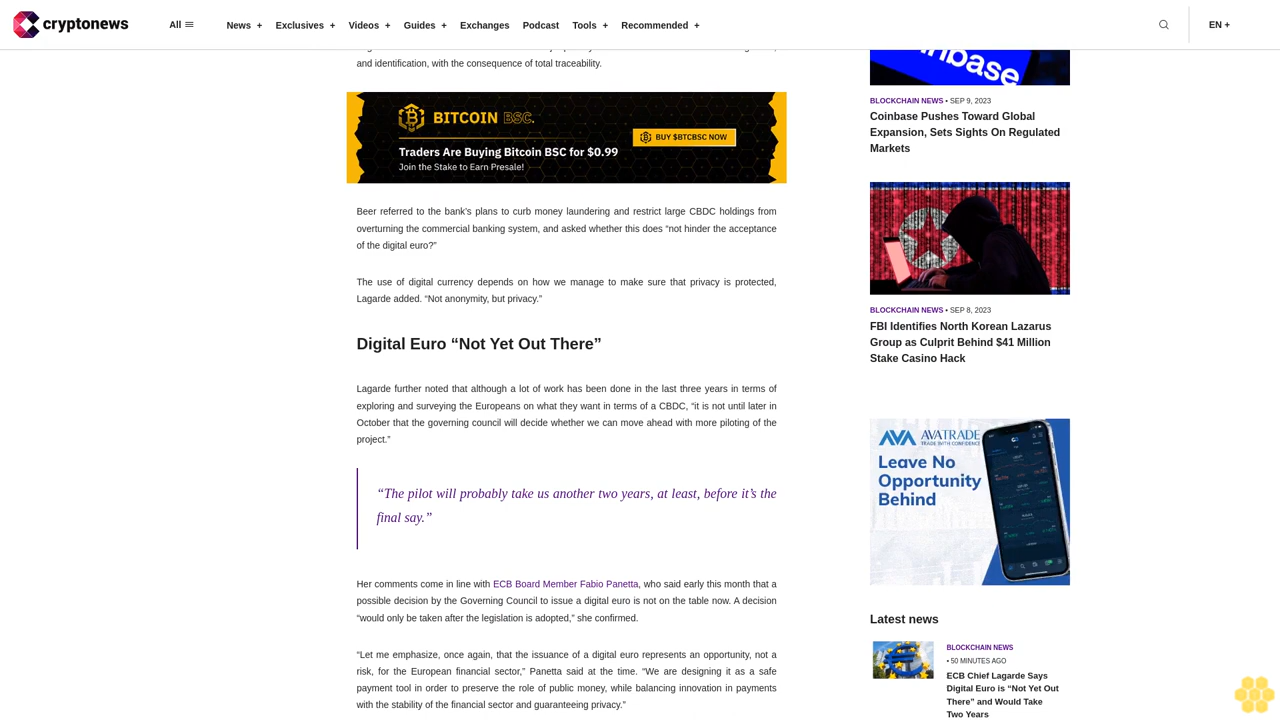 cryptonews
All
News +
Exclusives +
Videos +
Guides +
Exchanges
Podcast
Tools +
Recommended +
EN +
and identification, with the consequence of total traceability.
BITCOIN BSC.
Traders Are Buying Bitcoin BSC for $0.99
Join the Stake to Earn Presale!
BUY $BTCBSC NOW
Beer referred to the bank’s plans to curb money laundering and restrict large CBDC holdings from
overturning the commercial banking system, and asked whether this does “not hinder the acceptance
of the digital euro?”
The use of digital currency depends on how we manage to make sure that privacy is protected,
Lagarde added. “Not anonymity, but privacy.”
Digital Euro “Not Yet Out There”
Lagarde further noted that although a lot of work has been done in the last three years in terms of
exploring and surveying the Europeans on what they want in terms of a CBDC, “it is not until later in
October that the governing council will decide whether we can move ahead with more piloting of the
project.”
“The pilot will probably take us another two years, at least, before it’s the
final say.”
Her comments come in line with ECB Board Member Fabio Panetta, who said early this month that a
possible decision by the Governing Council to issue a digital euro is not on the table now. A decision
“would only be taken after the legislation is adopted,” she confirmed.
“Let me emphasize, once again, that the issuance of a digital euro represents an opportunity, not a
risk, for the European financial sector,” Panetta said at the time. “We are designing it as a safe
payment tool in order to preserve the role of public money, while balancing innovation in payments
with the stability of the financial sector and guaranteeing privacy.”
BLOCKCHAIN NEWS • SEP 9, 2023
Coinbase Pushes Toward Global
Expansion, Sets Sights On Regulated
Markets
BLOCKCHAIN NEWS • SEP 8, 2023
FBI Identifies North Korean Lazarus
Group as Culprit Behind $41 Million
Stake Casino Hack
AVA AVATRADE
TRADE WITH CONFIDENCE
Leave No
Opportunity
Behind
Latest news
BLOCKCHAIN NEWS
• 50 MINUTES AGO
ECB Chief Lagarde Says
Digital Euro is “Not Yet Out
There” and Would Take
Two Years